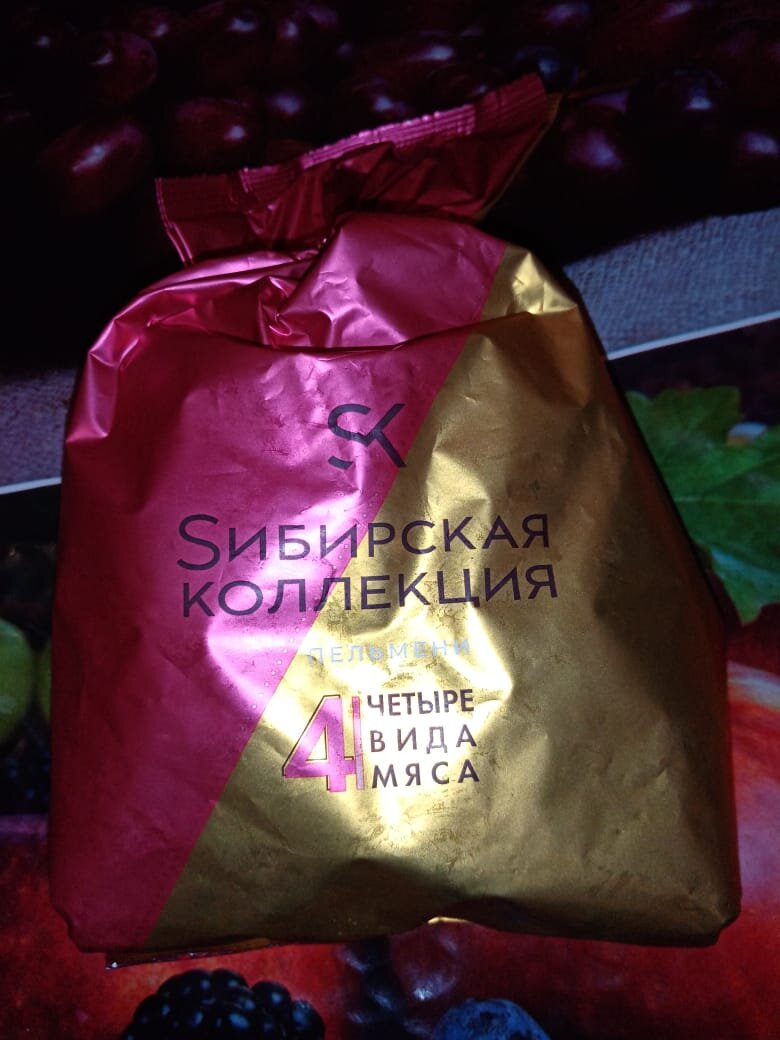 SK
Sибирская
коллекция
ПЕЛЬМЕНИ
4 ЧЕТЫРЕ
ВИДА
МЯСА